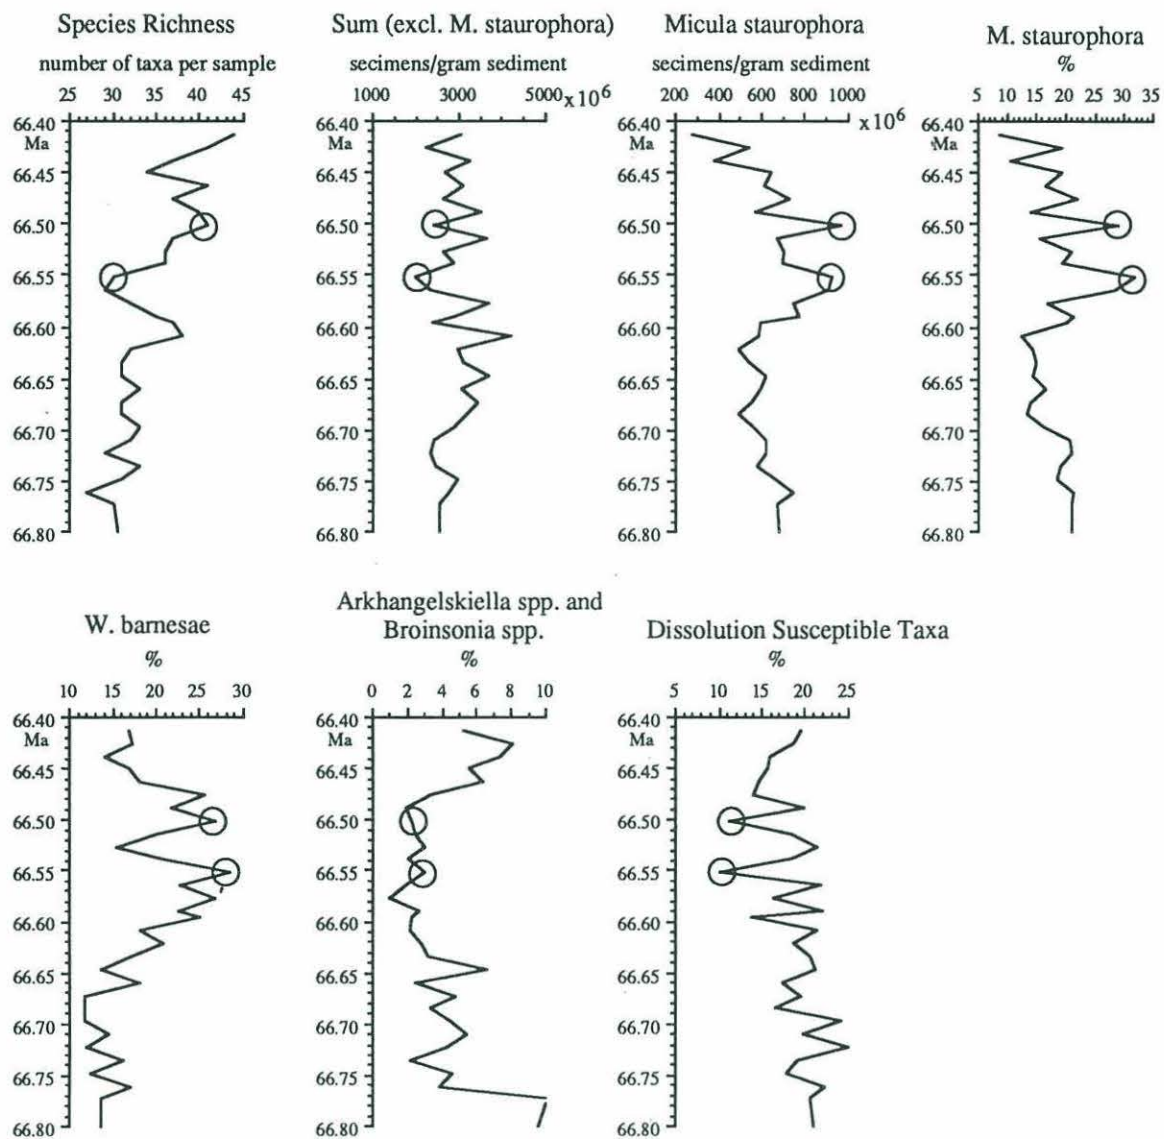 Species Richness
number of taxa per sample
25 30 35 40 45
66.40
Ma
66.45
66.50
66.55
66.60
66.65
66.70
66.75
66.80
Sum (excl. M. staurophora)
secimens/gram sediment
1000 3000 5000 x10⁶
66.40
Ma
66.45
66.50
66.55
66.60
66.65
66.70
66.75
66.80
Micula staurophora
secimens/gram sediment
200 400 600 800 1000
x10⁶
66.40
Ma
66.45
66.50
66.55
66.60
66.65
66.70
66.75
66.80
M. staurophora
%
5 10 15 20 25 30 35
66.40
Ma
66.45
66.50
66.55
66.60
66.65
66.70
66.75
66.80
W. barnesae
%
10 15 20 25 30
66.40
Ma
66.45
66.50
66.55
66.60
66.65
66.70
66.75
66.80
Arkhangelskiella spp. and
Broinsonia spp.
%
0 2 4 6 8 10
66.40
Ma
66.45
66.50
66.55
66.60
66.65
66.70
66.75
66.80
Dissolution Susceptible Taxa
%
5 10 15 20 25
66.40
Ma
66.45
66.50
66.55
66.60
66.65
66.70
66.75
66.80